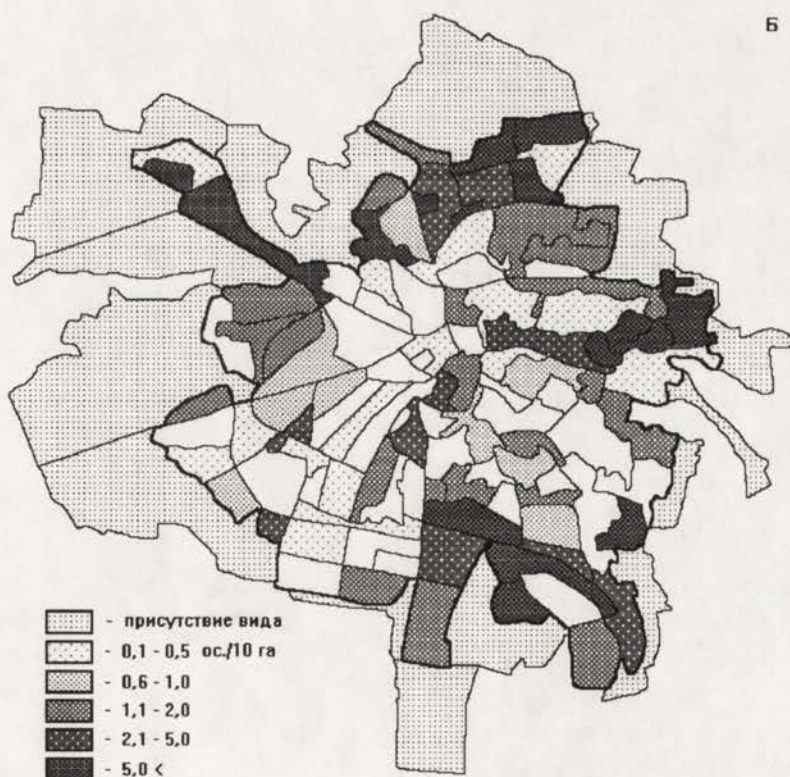 Б
- присутствие вида
- 0,1 - 0,5 ос./10 га
- 0,6 - 1,0
- 1,1 - 2,0
- 2,1 - 5,0
- 5,0 <